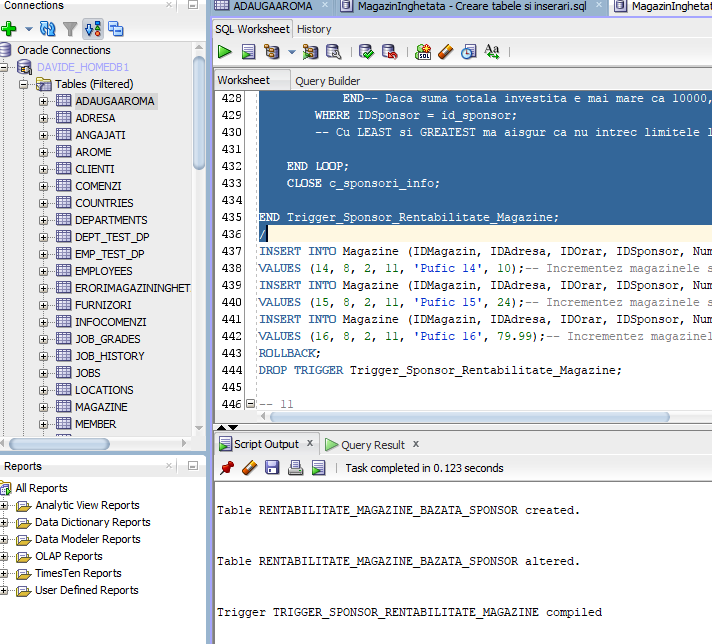 Connections
Oracle Connections
DAVIDE_HOMEDB1
Tables (Filtered)
ADAUGAAROMA
ADRESA
ANGAJATI
AROME
CLIENTI
COMENZI
COUNTRIES
DEPARTMENTS
DEPT_TEST_DP
EMP_TEST_DP
EMPLOYEES
ERORIMAGAZININGHET
FURNIZORI
INFOCOMENZI
JOB_GRADES
JOB_HISTORY
JOBS
LOCATIONS
MAGAZINE
MEMBER
Reports
All Reports
Analytic View Reports
Data Dictionary Reports
Data Modeler Reports
OLAP Reports
TimesTen Reports
User Defined Reports
ADAUGAAROMA
MagazinInghetata - Creare tabele si inserari.sql
MagazinInghetat
SQL Worksheet History
Worksheet Query Builder
428 END-- Daca suma totala investita e mai mare ca 10000,
429 WHERE IDSponsor = id_sponsor;
430 -- Cu LEAST si GREATEST ma aisgur ca nu intrec limitele
431
432 END LOOP;
433 CLOSE c_sponsori_info;
434
435 END Trigger_Sponsor_Rentabilitate_Magazine;
436 /
437 INSERT INTO Magazine (IDMagazin, IDAdresa, IDOrar, IDSponsor, Num
438 VALUES (14, 8, 2, 11, 'Pufic 14', 10);-- Incrementez magazinele s
439 INSERT INTO Magazine (IDMagazin, IDAdresa, IDOrar, IDSponsor, Num
440 VALUES (15, 8, 2, 11, 'Pufic 15', 24);-- Incrementez magazinele s
441 INSERT INTO Magazine (IDMagazin, IDAdresa, IDOrar, IDSponsor, Num
442 VALUES (16, 8, 2, 11, 'Pufic 16', 79.99);-- Incrementez magazinel
443 ROLLBACK;
444 DROP TRIGGER Trigger_Sponsor_Rentabilitate_Magazine;
445
446 -- 11
Script Output x Query Result x
Task completed in 0.123 seconds
Table RENTABILITATE_MAGAZINE_BAZATA_SPONSOR created.
Table RENTABILITATE_MAGAZINE_BAZATA_SPONSOR altered.
Trigger TRIGGER_SPONSOR_RENTABILITATE_MAGAZINE compiled